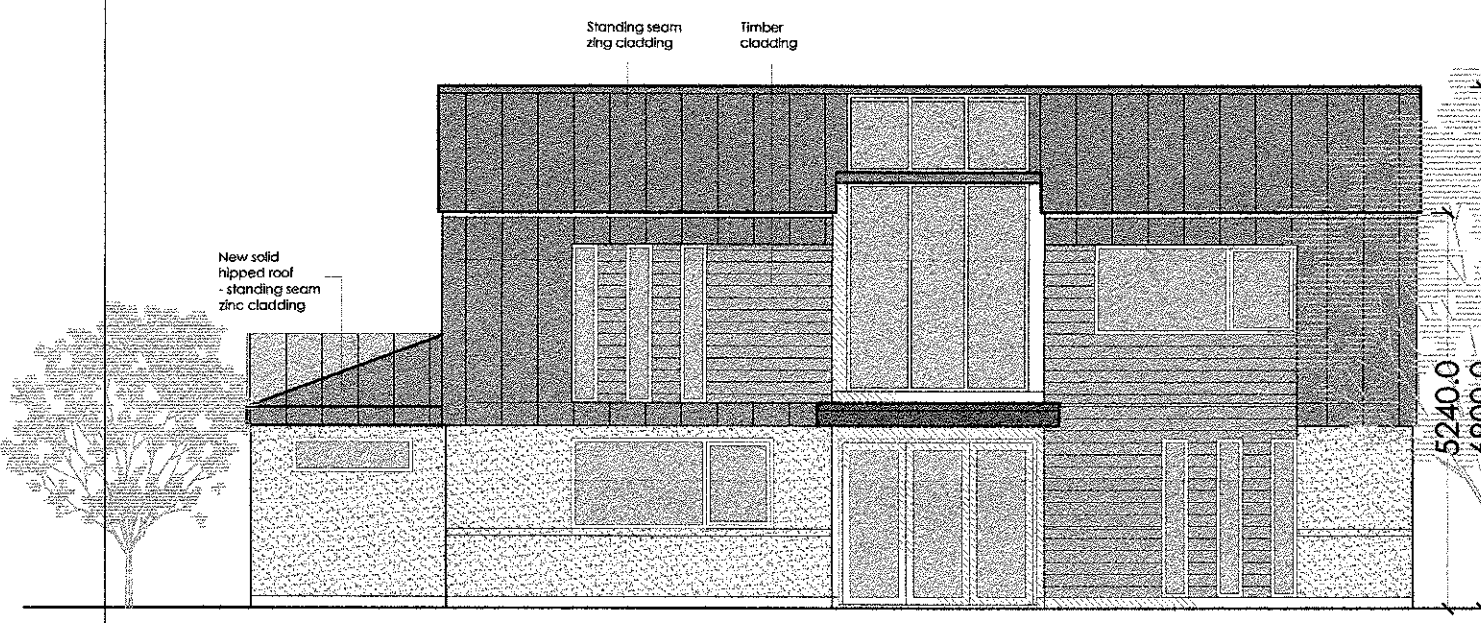 Standing seam
zing cladding
Timber
cladding
New solid
hipped roof
- standing seam
zinc cladding
5240.0